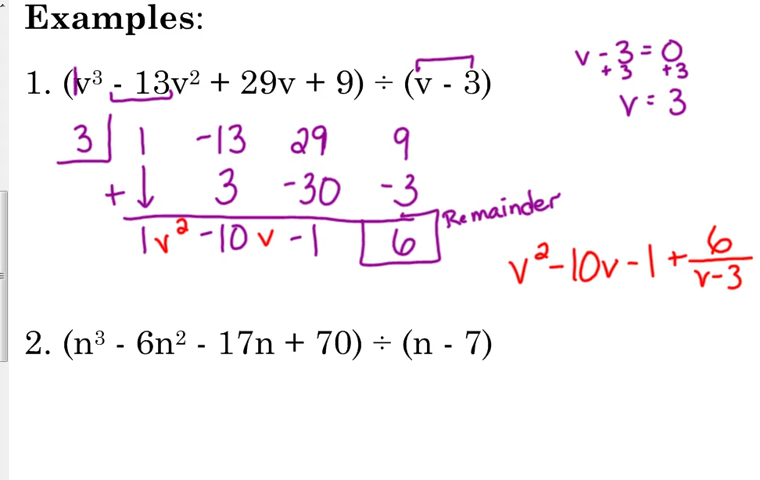 Examples:
1. (v³ - 13v² + 29v + 9) ÷ (v - 3)
v - 3 = 0
+ 3 +3
v = 3
3 1 -13 29 9
+ ↓ 3 -30 -3
Remainder
1v² -10v -1 6
v² - 10v - 1 + 6/(v-3)
2. (n³ - 6n² - 17n + 70) ÷ (n - 7)